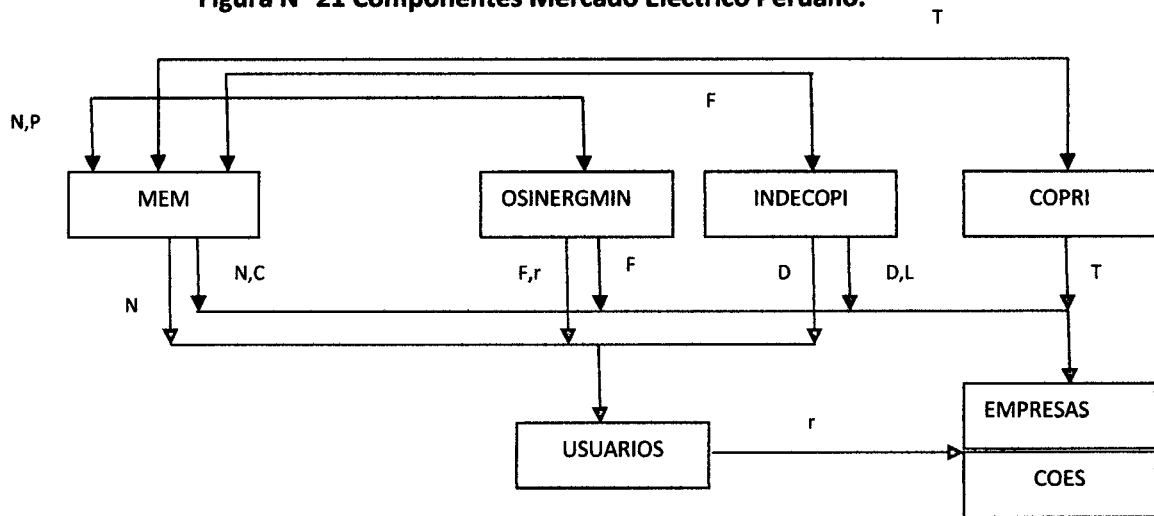 Figura N° 21 Componentes Mercado Eléctrico Peruano.
T
F
N,P
MEM
OSINERGMIN
INDECOPI
COPRI
N
N,C
F,r
F
D
D,L
T
USUARIOS
r
EMPRESAS
COES